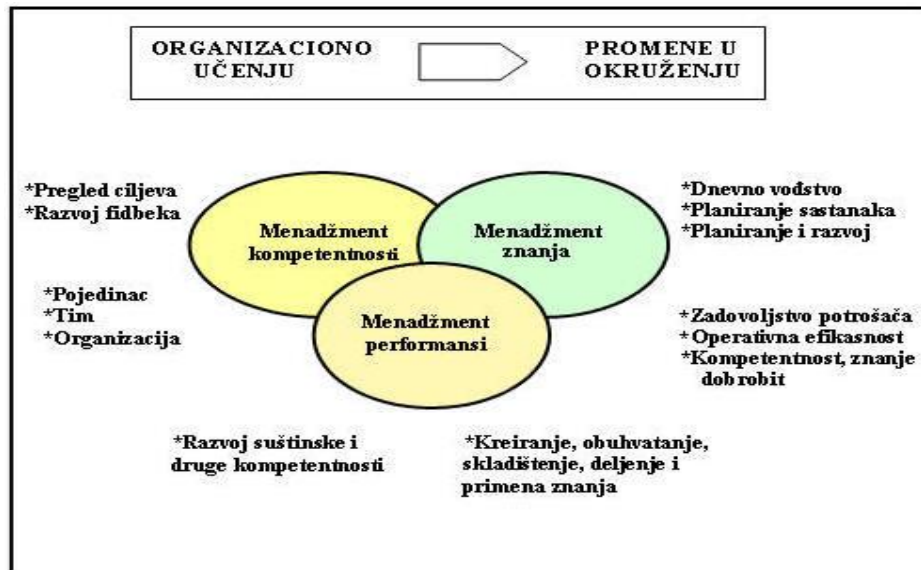 ORGANIZACIONO
UČENJU
PROMENE U
OKRUŽENJU
*Pregled ciljeva
*Razvoj fidbeka
Menadžment
kompetentnosti
Menadžment
znanja
*Dnevno vođstvo
*Planiranje sastanaka
*Planiranje i razvoj
*Pojedinac
*Tim
*Organizacija
Menadžment
performansi
*Zadovoljstvo potrošača
*Operativna efikasnost
*Kompetentnost, znanje
dobrobit
*Razvoj suštinske i
druge kompetentnosti
*Kreiranje, obuhvatanje,
skladištenje, deljenje i
primena znanja